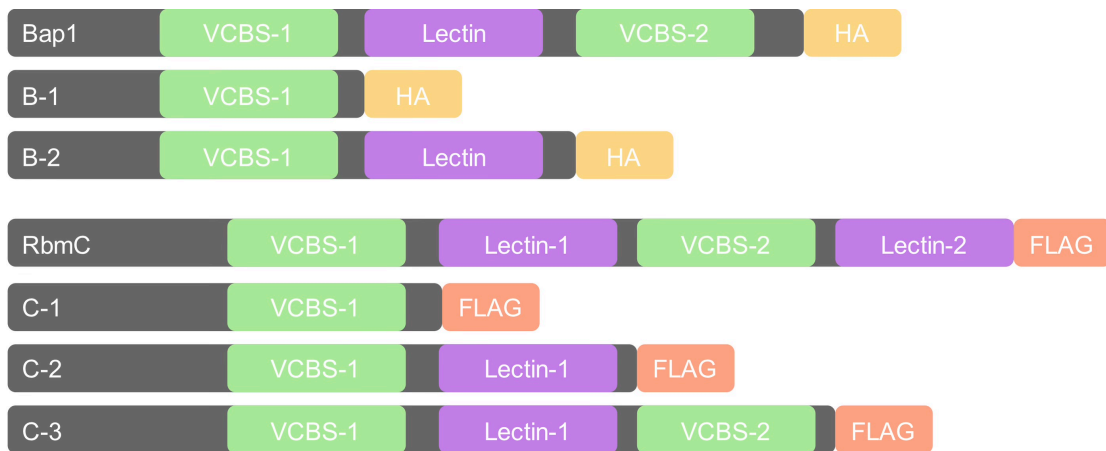 Bap1 VCBS-1 Lectin VCBS-2 HA
B-1 VCBS-1 HA
B-2 VCBS-1 Lectin HA
RbmC VCBS-1 Lectin-1 VCBS-2 Lectin-2 FLAG
C-1 VCBS-1 FLAG
C-2 VCBS-1 Lectin-1 FLAG
C-3 VCBS-1 Lectin-1 VCBS-2 FLAG